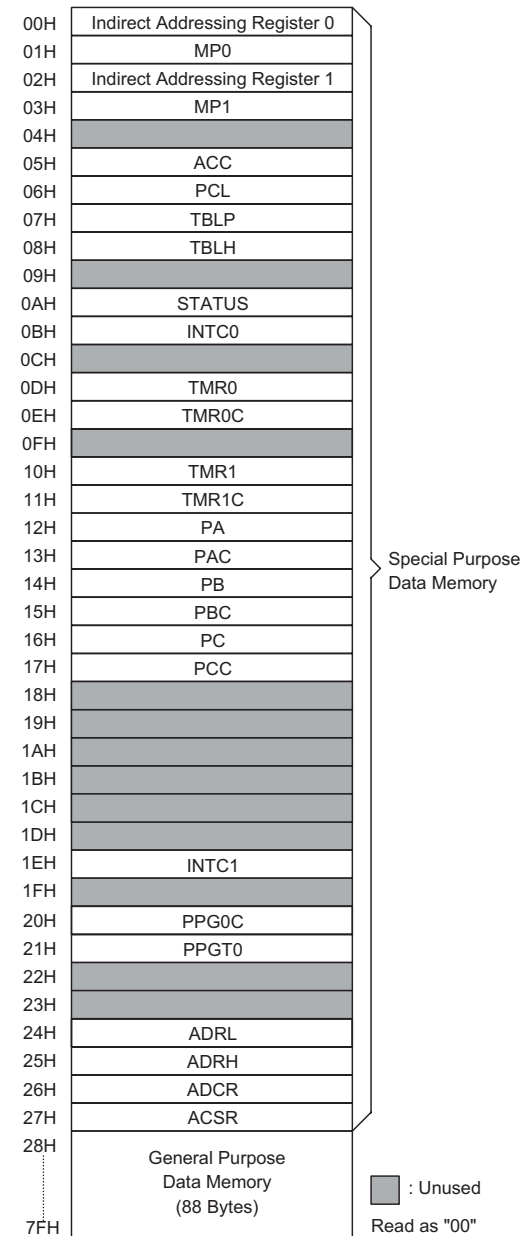 00H Indirect Addressing Register 0
01H MP0
02H Indirect Addressing Register 1
03H MP1
04H
05H ACC
06H PCL
07H TBLP
08H TBLH
09H
0AH STATUS
0BH INTC0
0CH
0DH TMR0
0EH TMR0C
0FH
10H TMR1
11H TMR1C
12H PA
13H PAC
14H PB
15H PBC
16H PC
17H PCC
18H
19H
1AH
1BH
1CH
1DH
1EH INTC1
1FH
20H PPG0C
21H PPGT0
22H
23H
24H ADRL
25H ADRH
26H ADCR
27H ACSR
28H
7FH
General Purpose
Data Memory
(88 Bytes)
Special Purpose
Data Memory
: Unused
Read as "00"